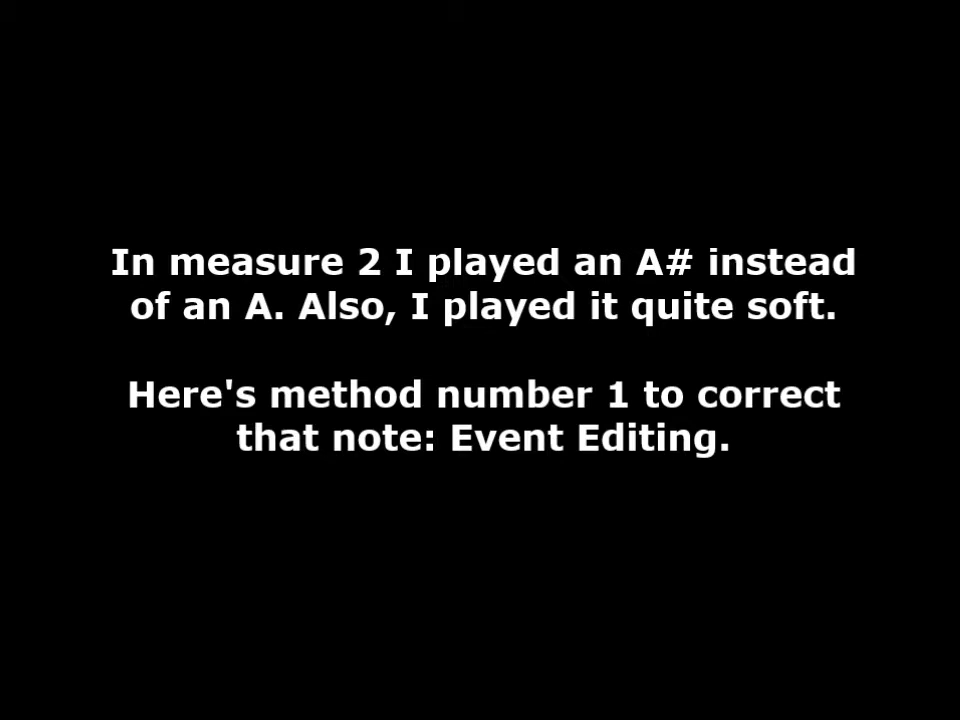 In measure 2 I played an A# instead
of an A. Also, I played it quite soft.
Here's method number 1 to correct
that note: Event Editing.